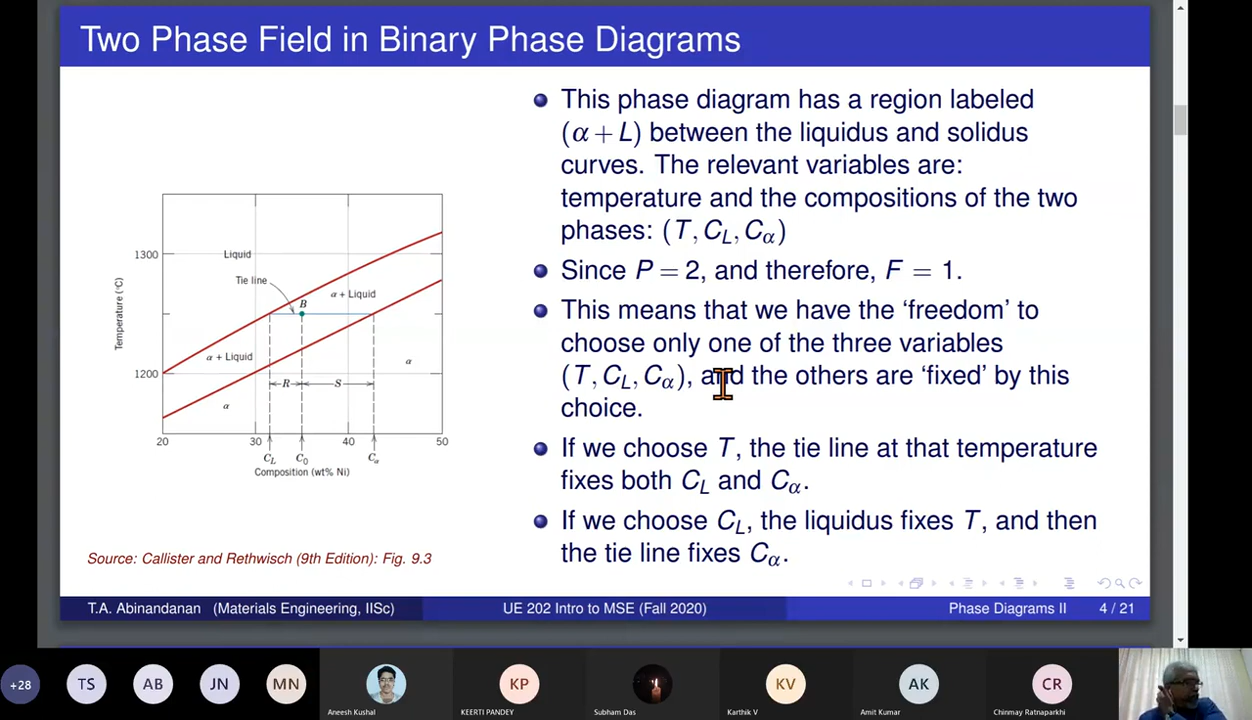 Two Phase Field in Binary Phase Diagrams
1300
1200
Temperature (°C)
Liquid
Tie line
B
α + Liquid
α + Liquid
α
α
R
S
20
30
40
50
C_L
C_0
C_α
Composition (wt% Ni)
Source: Callister and Rethwisch (9th Edition): Fig. 9.3
This phase diagram has a region labeled
(α + L) between the liquidus and solidus
curves. The relevant variables are:
temperature and the compositions of the two
phases: (T, C_L, C_α)
Since P = 2, and therefore, F = 1.
This means that we have the ‘freedom’ to
choose only one of the three variables
(T, C_L, C_α), and the others are ‘fixed’ by this
choice.
If we choose T, the tie line at that temperature
fixes both C_L and C_α.
If we choose C_L, the liquidus fixes T, and then
the tie line fixes C_α.
T.A. Abinandanan (Materials Engineering, IISc)
UE 202 Intro to MSE (Fall 2020)
Phase Diagrams II
4 / 21
+28
TS
AB
JN
MN
Aneesh Kushal
KP
KEERTI PANDEY
Subham Das
KV
Karthik V
AK
Amit Kumar
CR
Chinmay Ratnaparkhi